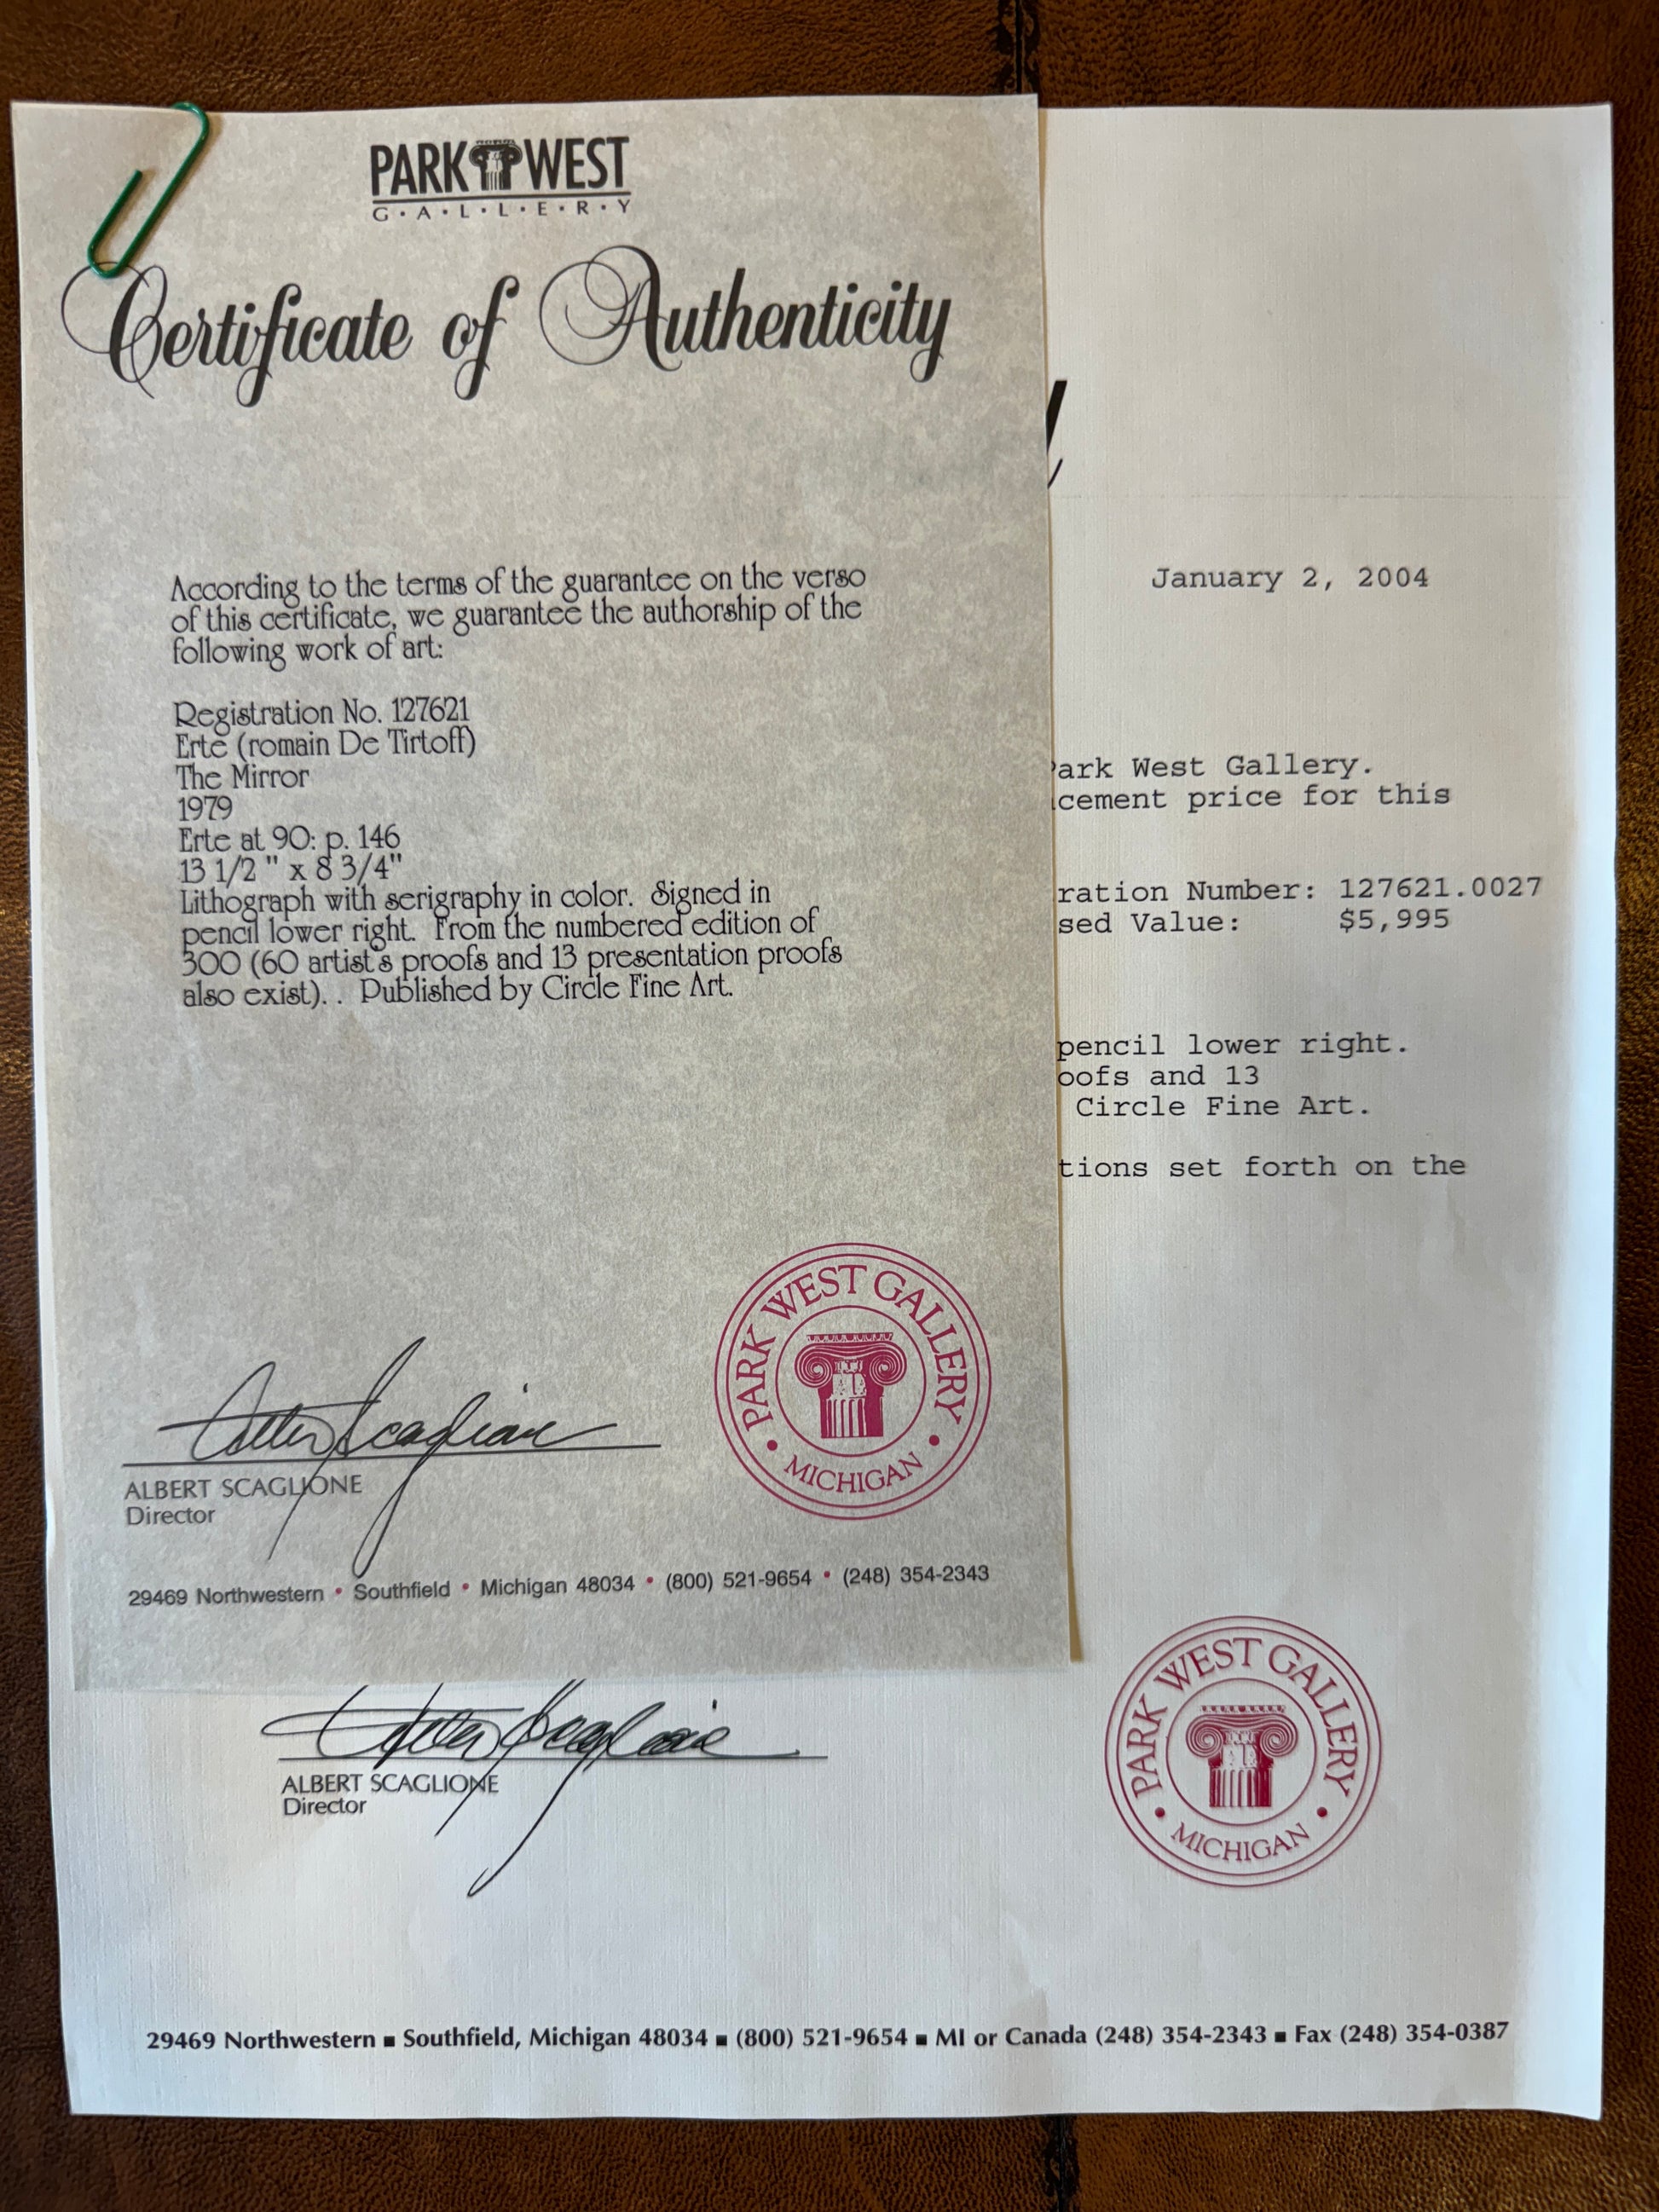 PARK WEST
G·A·L·L·E·R·Y
Certificate of Authenticity
According to the terms of the guarantee on the verso
of this certificate, we guarantee the authorship of the
following work of art:
Registration No. 127621
Erte (romain De Tirtoff)
The Mirror
1979
Erte at 90: p. 146
13 1/2 " x 8 3/4"
Lithograph with serigraphy in color. Signed in
pencil lower right. From the numbered edition of
300 (60 artist's proofs and 13 presentation proofs
also exist). . Published by Circle Fine Art.
ALBERT SCAGLIONE
Director
PARK WEST GALLERY
• MICHIGAN •
29469 Northwestern • Southfield • Michigan 48034 • (800) 521-9654 • (248) 354-2343
January 2, 2004
ark West Gallery.
cement price for this
ration Number: 127621.0027
sed Value: $5,995
pencil lower right.
oofs and 13
Circle Fine Art.
tions set forth on the
ALBERT SCAGLIONE
Director
PARK WEST GALLERY
• MICHIGAN •
29469 Northwestern ■ Southfield, Michigan 48034 ■ (800) 521-9654 ■ MI or Canada (248) 354-2343 ■ Fax (248) 354-0387